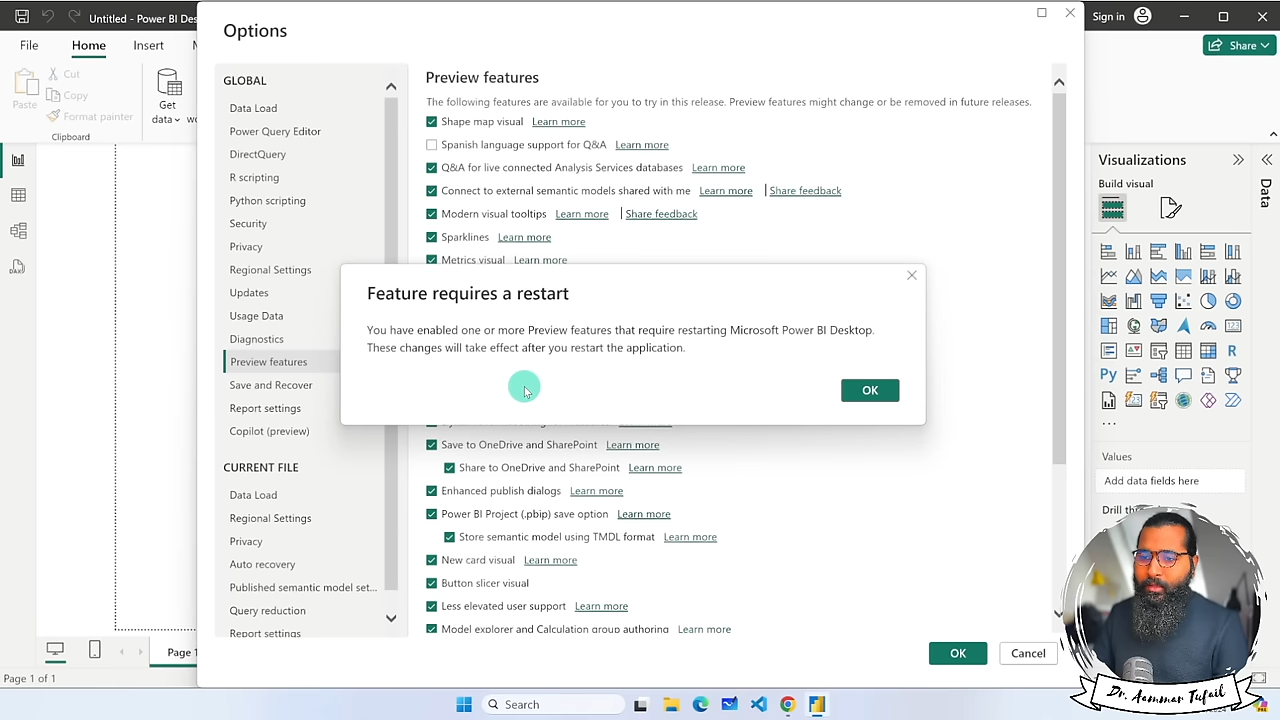 Untitled - Power BI Des
Sign in
File
Home
Insert
Share
Paste
Cut
Copy
Format painter
Clipboard
Get
data
Options
GLOBAL
Data Load
Power Query Editor
DirectQuery
R scripting
Python scripting
Security
Privacy
Regional Settings
Updates
Usage Data
Diagnostics
Preview features
Save and Recover
Report settings
Copilot (preview)
CURRENT FILE
Data Load
Regional Settings
Privacy
Auto recovery
Published semantic model set...
Query reduction
Report settings
Preview features
The following features are available for you to try in this release. Preview features might change or be removed in future releases.
Shape map visual Learn more
Spanish language support for Q&A Learn more
Q&A for live connected Analysis Services databases Learn more
Connect to external semantic models shared with me Learn more | Share feedback
Modern visual tooltips Learn more | Share feedback
Sparklines Learn more
Metrics visual Learn more
Feature requires a restart
You have enabled one or more Preview features that require restarting Microsoft Power BI Desktop.
These changes will take effect after you restart the application.
OK
Save to OneDrive and SharePoint Learn more
Share to OneDrive and SharePoint Learn more
Enhanced publish dialogs Learn more
Power BI Project (.pbip) save option Learn more
Store semantic model using TMDL format Learn more
New card visual Learn more
Button slicer visual
Less elevated user support Learn more
Model explorer and Calculation group authoring Learn more
OK
Cancel
Visualizations
Build visual
Data
R
Py
123
...
Values
Add data fields here
Drill th
Page 1
Page 1 of 1
Search
Dr. Aammar Tufail